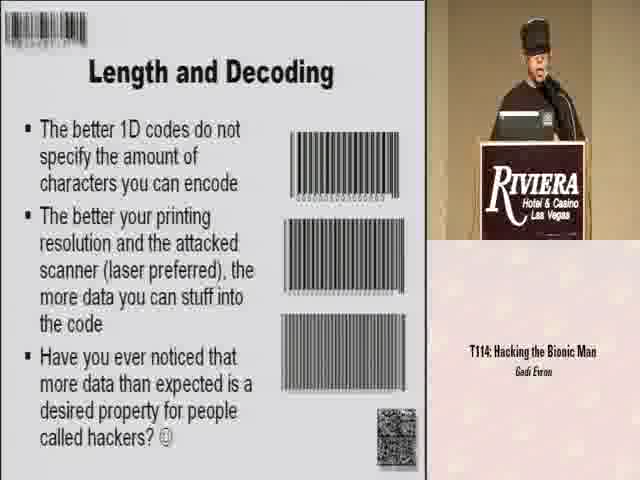 Length and Decoding
▪ The better 1D codes do not
specify the amount of
characters you can encode
▪ The better your printing
resolution and the attacked
scanner (laser preferred), the
more data you can stuff into
the code
▪ Have you ever noticed that
more data than expected is a
desired property for people
called hackers? ☺
RIVIERA
Hotel & Casino
Las Vegas
T114: Hacking the Bionic Man
Gadi Evron